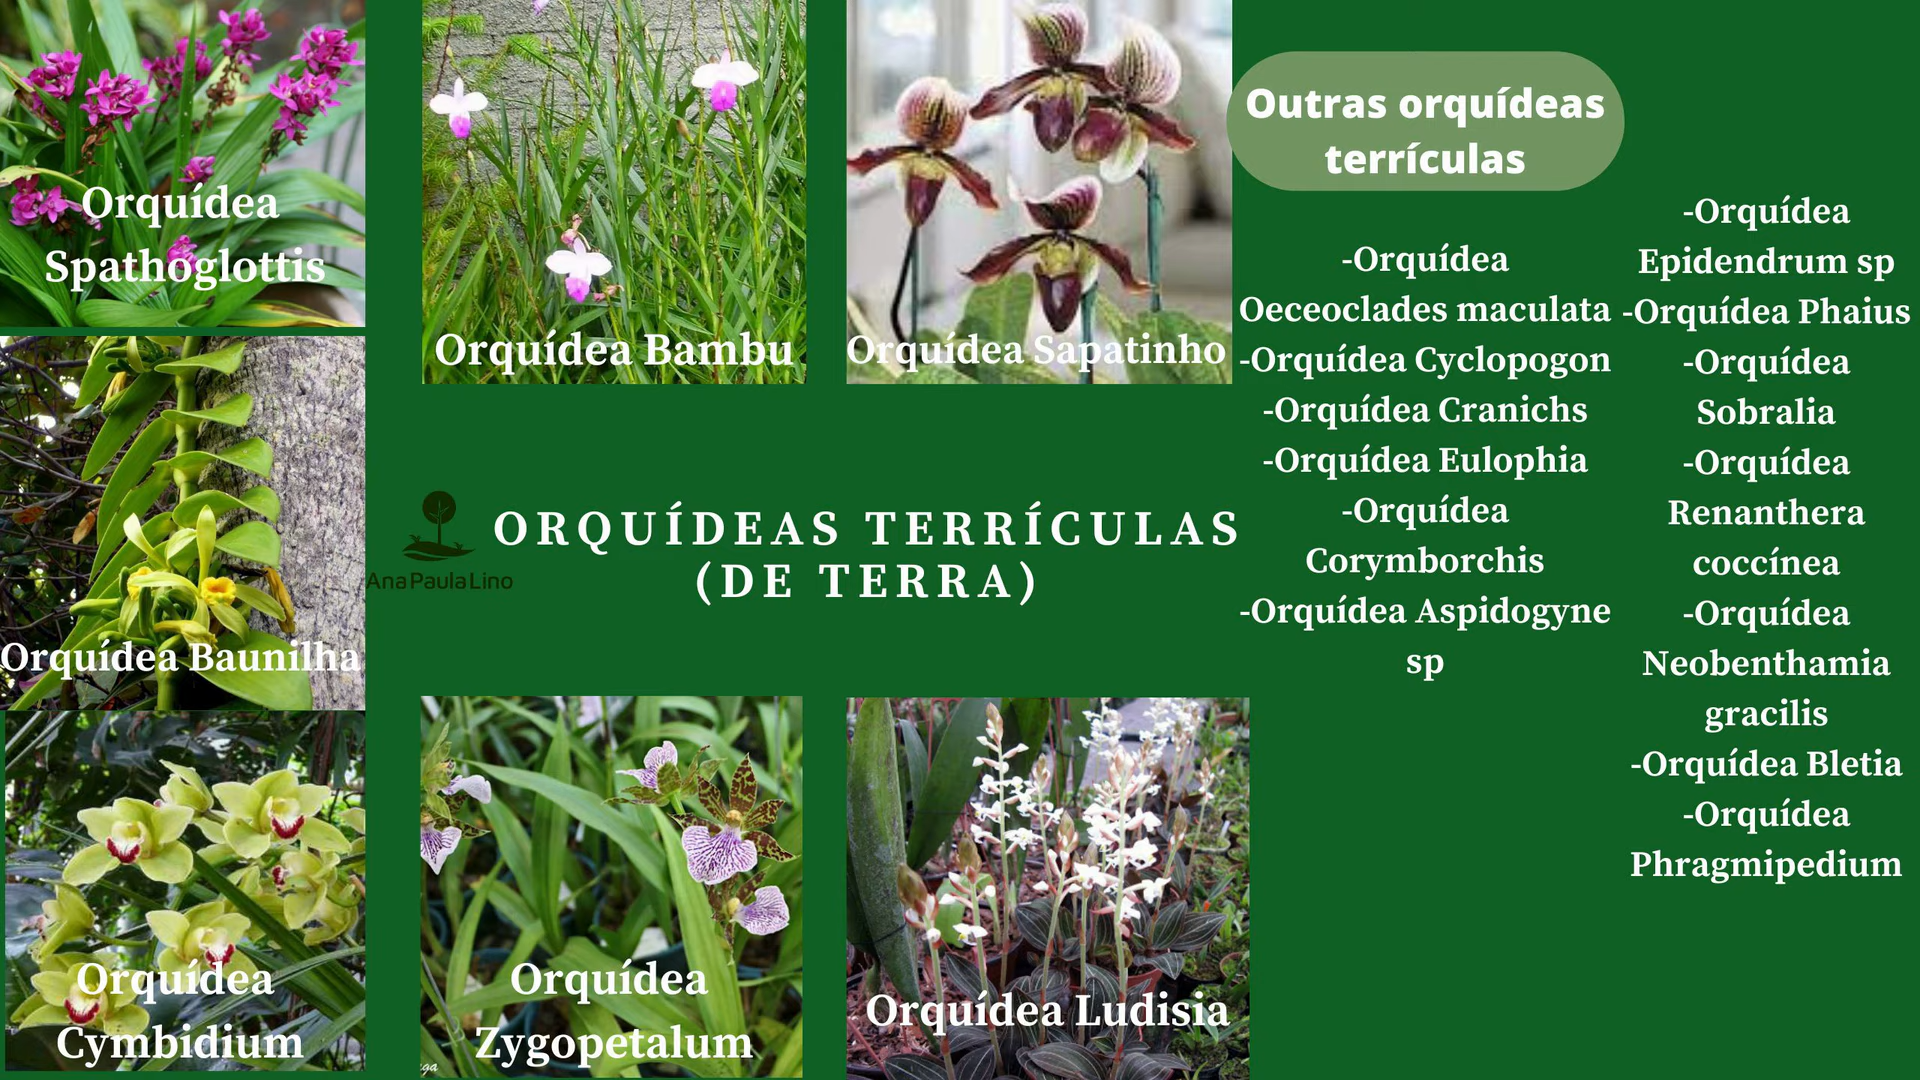 Orquídea
Spathoglottis
Orquídea Bambu
Orquídea Sapatinho
Orquídea Baunilha
AnaPaulaLino
ORQUÍDEAS TERRÍCULAS
(DE TERRA)
Orquídea
Cymbidium
Orquídea
Zygopetalum
Orquídea Ludisia
Outras orquídeas
terrículas
-Orquídea
Oeceoclades maculata
-Orquídea Cyclopogon
-Orquídea Cranichs
-Orquídea Eulophia
-Orquídea
Corymborchis
-Orquídea Aspidogyne
sp
-Orquídea
Epidendrum sp
-Orquídea Phaius
-Orquídea
Sobralia
-Orquídea
Renanthera
coccínea
-Orquídea
Neobenthamia
gracilis
-Orquídea Bletia
-Orquídea
Phragmipedium